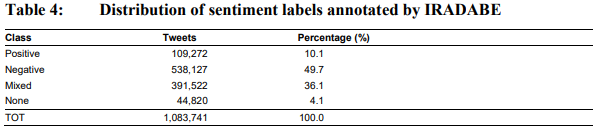 Table 4: Distribution of sentiment labels annotated by IRADABE
Class Tweets Percentage (%)
Positive 109,272 10.1
Negative 538,127 49.7
Mixed 391,522 36.1
None 44,820 4.1
TOT 1,083,741 100.0